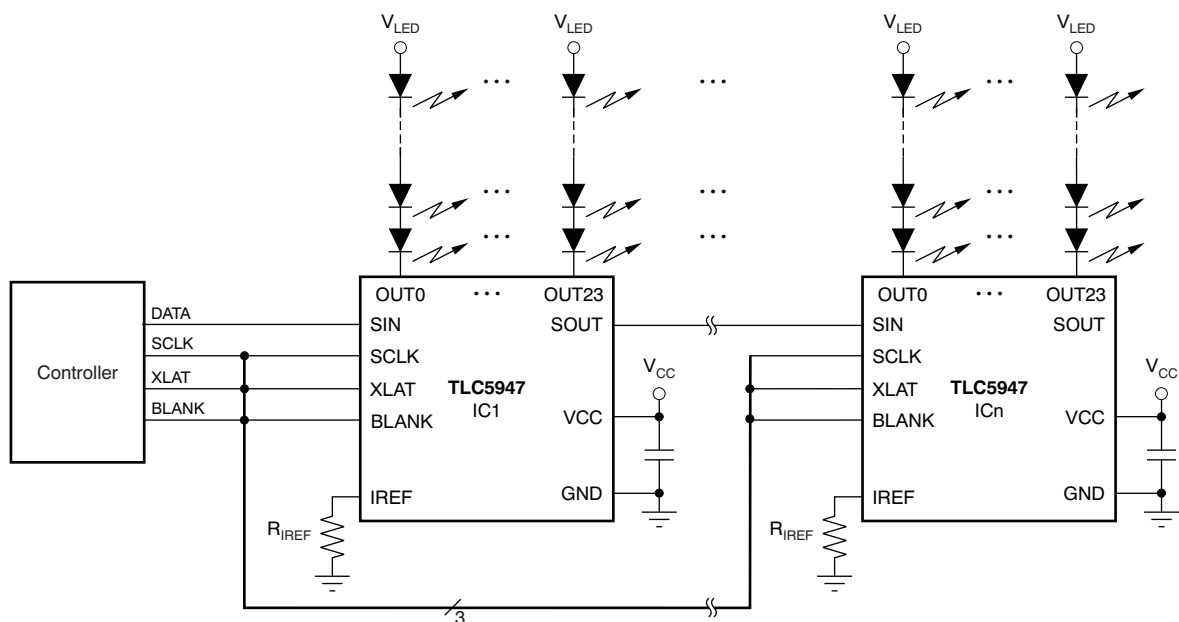 VLED VLED VLED VLED
... ... ... ...
... ... ... ...
... ... ... ...
OUT0 ... OUT23 OUT0 ... OUT23
DATA SIN SOUT SIN SOUT
SCLK SCLK SCLK
Controller TLC5947 VCC TLC5947 VCC
XLAT XLAT IC1 XLAT ICn
BLANK BLANK VCC BLANK VCC
IREF GND IREF GND
RIREF RIREF
3